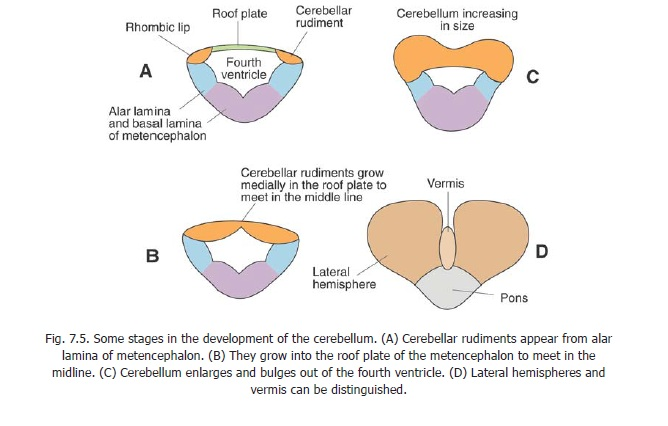 Roof plate
Cerebellar
rudiment
Rhombic lip
Fourth
ventricle
A
Alar lamina
and basal lamina
of metencephalon
Cerebellum increasing
in size
C
Cerebellar rudiments grow
medially in the roof plate to
meet in the middle line
B
Vermis
D
Lateral
hemisphere
Pons
Fig. 7.5. Some stages in the development of the cerebellum. (A) Cerebellar rudiments appear from alar
lamina of metencephalon. (B) They grow into the roof plate of the metencephalon to meet in the
midline. (C) Cerebellum enlarges and bulges out of the fourth ventricle. (D) Lateral hemispheres and
vermis can be distinguished.